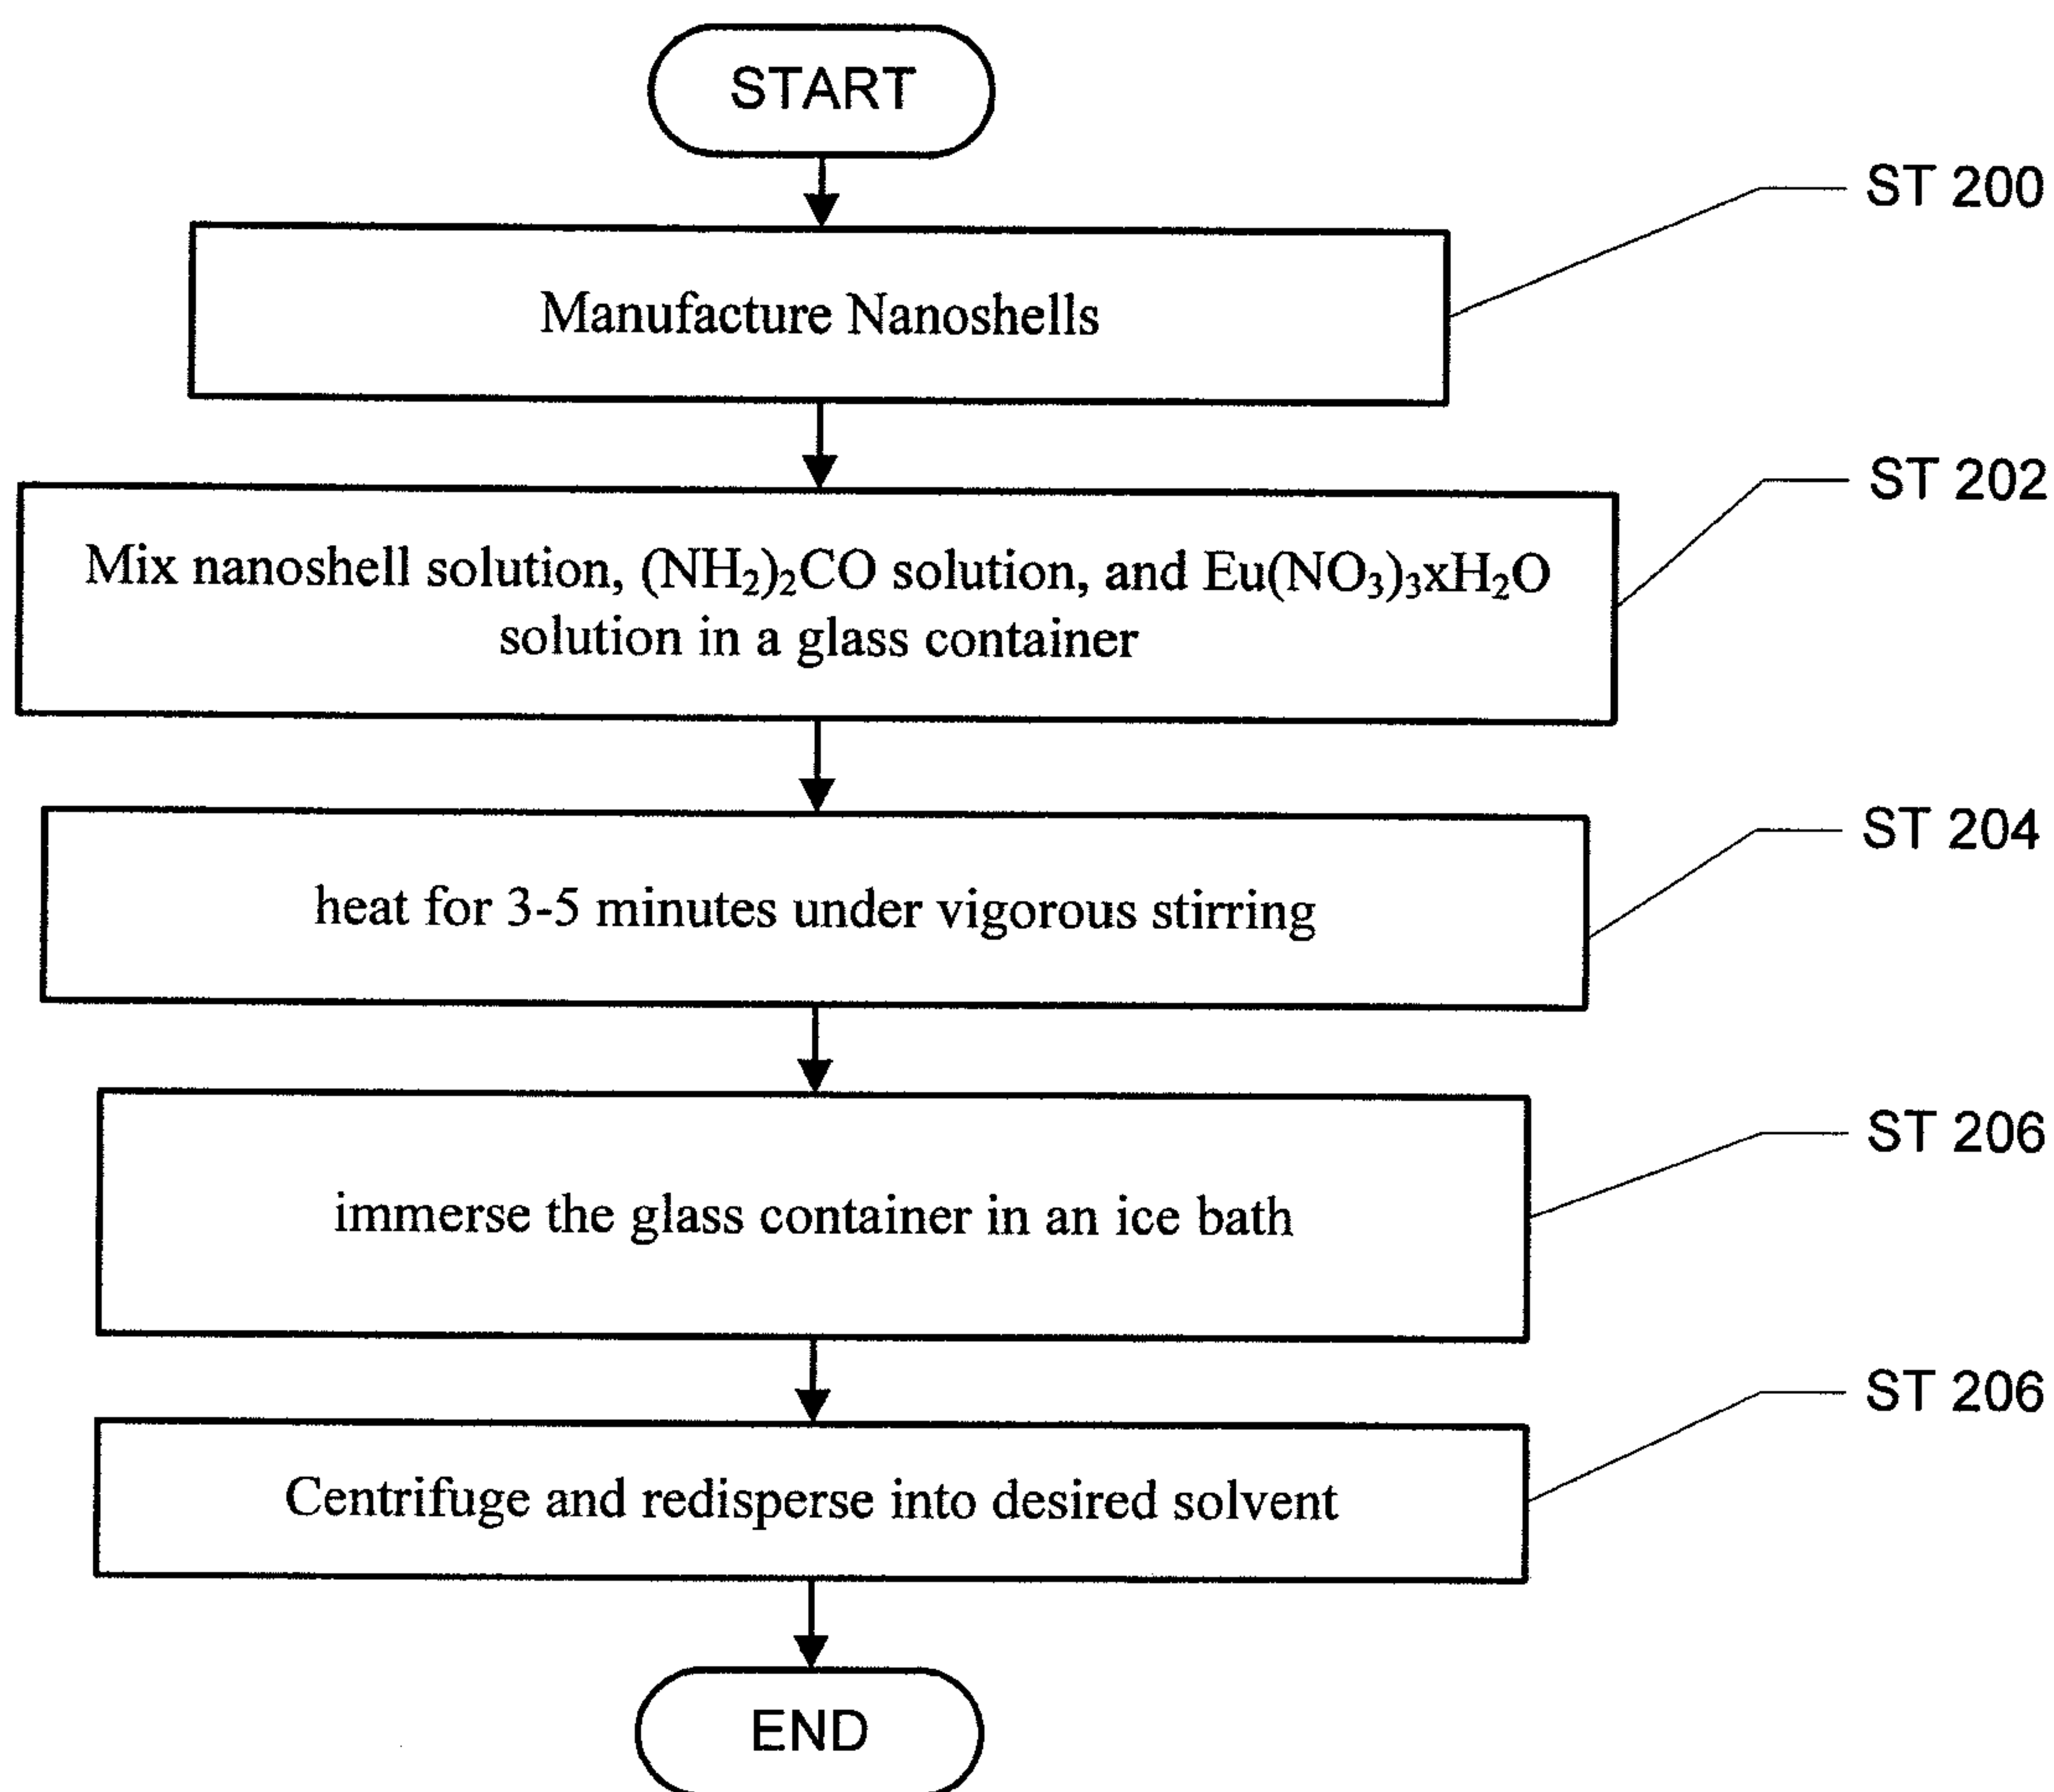 START
ST 200
Manufacture Nanoshells
ST 202
Mix nanoshell solution, (NH₂)₂CO solution, and Eu(NO₃)₃xH₂O
solution in a glass container
ST 204
heat for 3-5 minutes under vigorous stirring
ST 206
immerse the glass container in an ice bath
ST 206
Centrifuge and redisperse into desired solvent
END